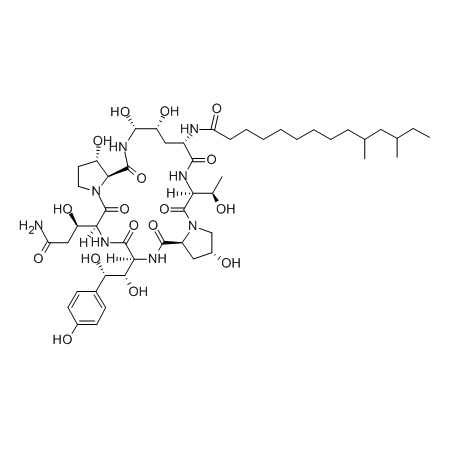 OH OH
HO HN O
NH O
N O HN
HO O H OH
H2N O N
O H HN O O
HO H NH OH
OH
HO